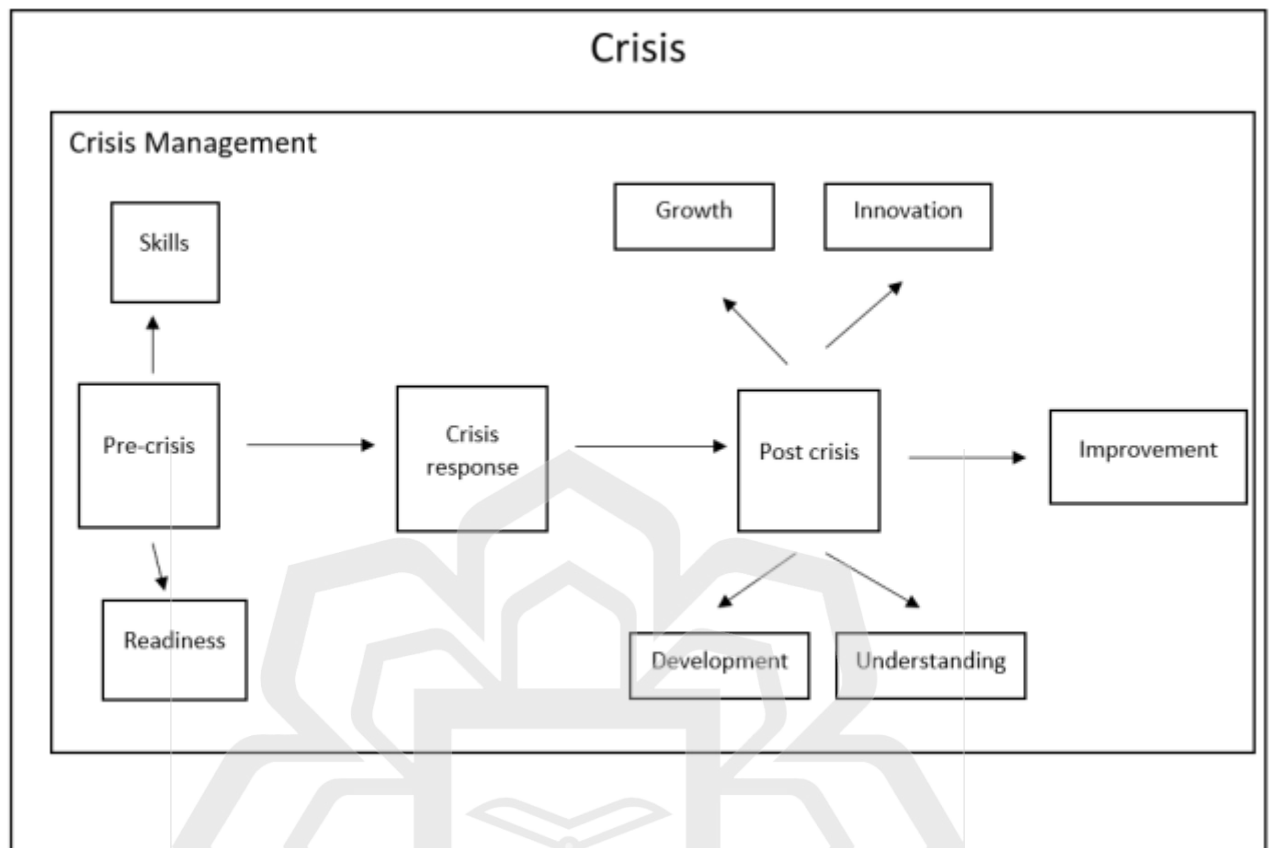 Crisis
Crisis Management
Growth
Innovation
Skills
Pre-crisis
Crisis
response
Post crisis
Improvement
Readiness
Development
Understanding